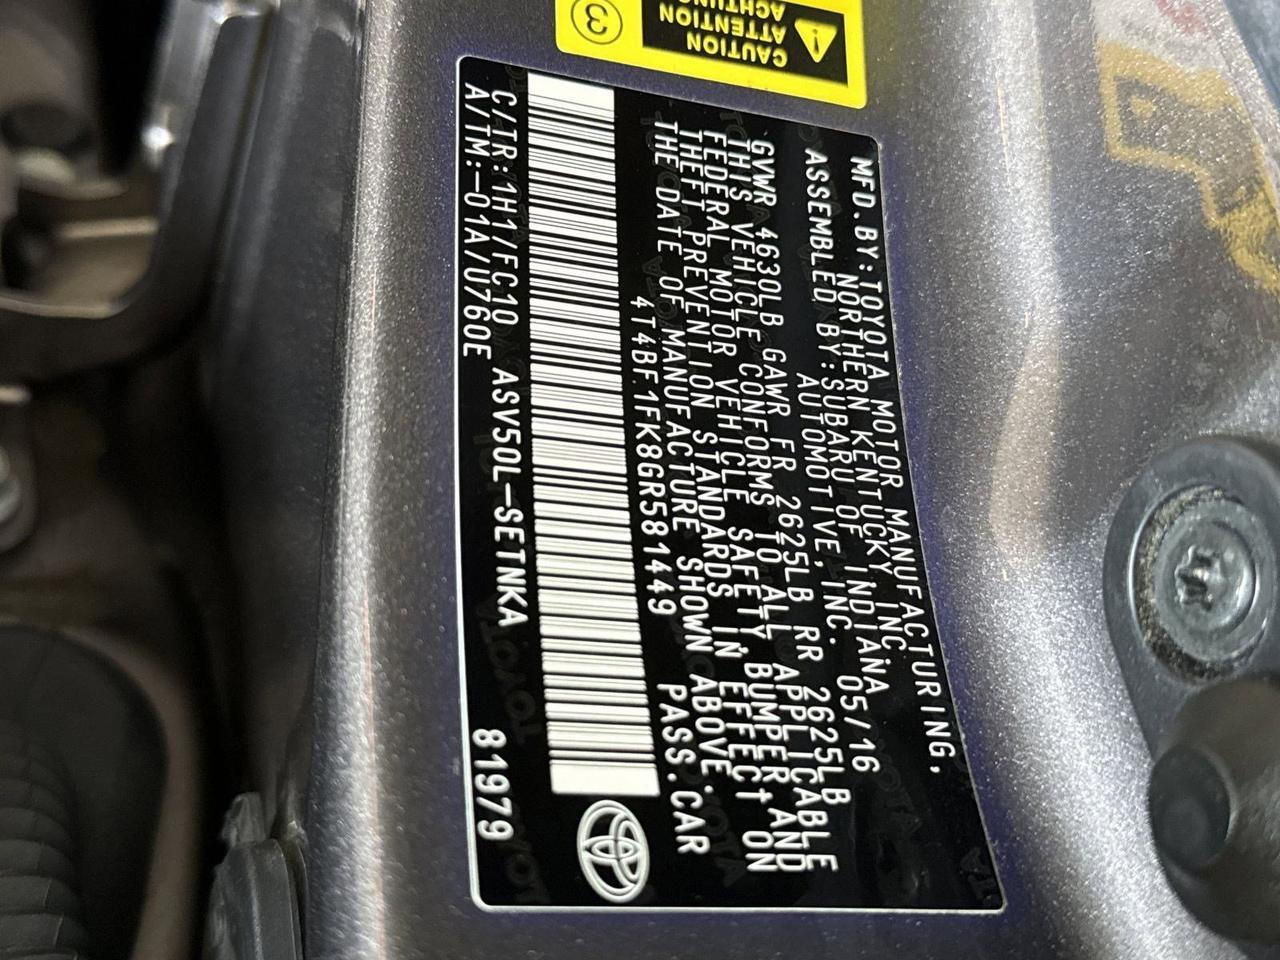 CAUTION
ATTENTION
ACHTUNG
3
MFD.BY:TOYOTA MOTOR MANUFACTURING,
NORTHERN KENTUCKY INC.
ASSEMBLED BY:SUBARU OF INDIANA
AUTOMOTIVE, INC. 05/16
GVWR 4630LB GAWR FR 2625LB RR 2625LB
THIS VEHICLE CONFORMS TO ALL APPLICABLE
FEDERAL MOTOR VEHICLE SAFETY, BUMPER, AND
THEFT PREVENTION STANDARDS IN EFFECT ON
THE DATE OF MANUFACTURE SHOWN ABOVE.
4T4BF1FK8GR581449 PASS.CAR
C/TR:1H1/FC10 ASV50L-SETNKA
A/TM:-01A/U760E 81979